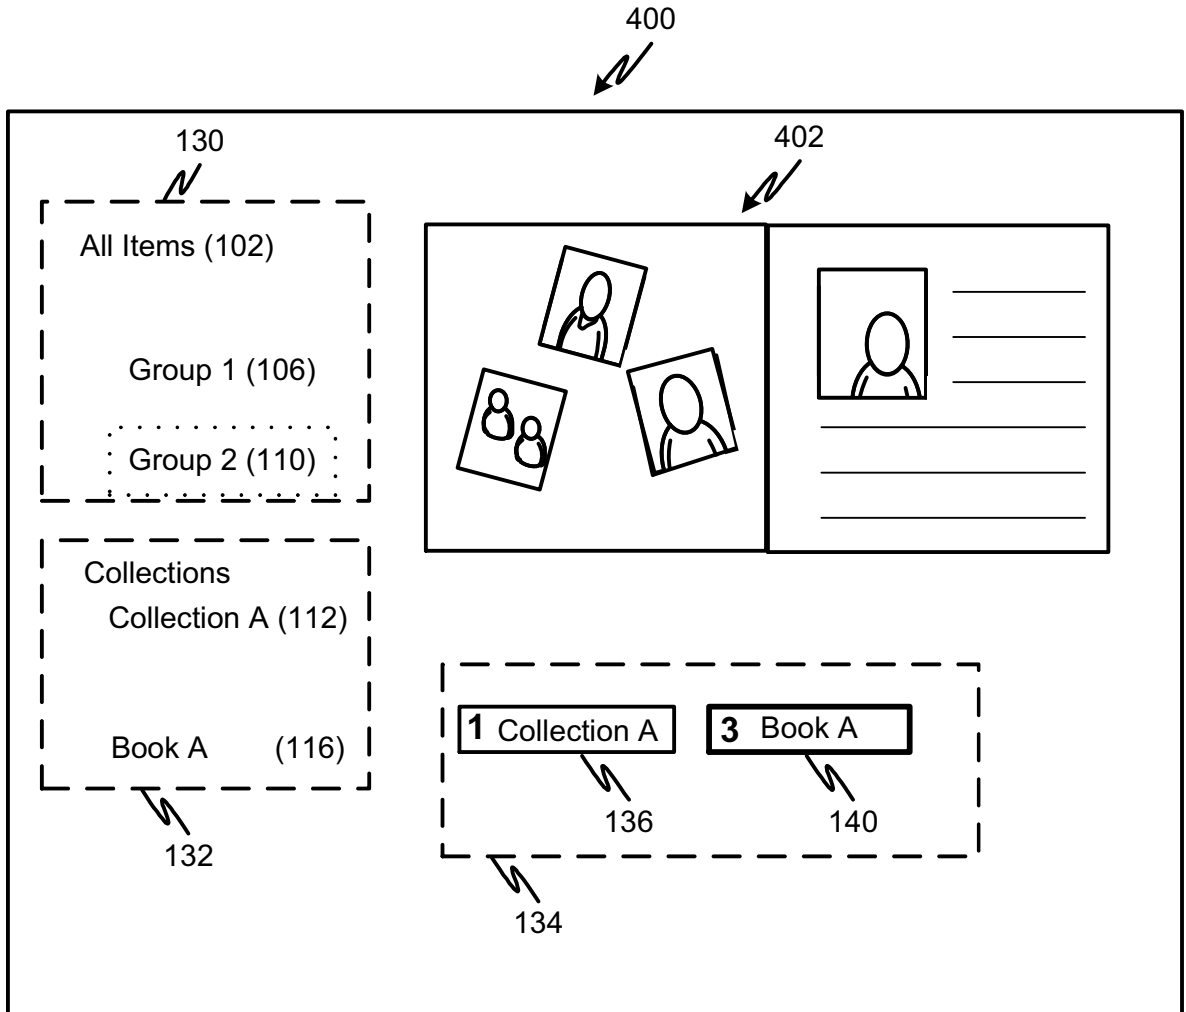 400
130
402
All Items (102)
Group 1 (106)
Group 2 (110)
Collections
Collection A (112)
Book A (116)
132
1 Collection A
3 Book A
136
140
134